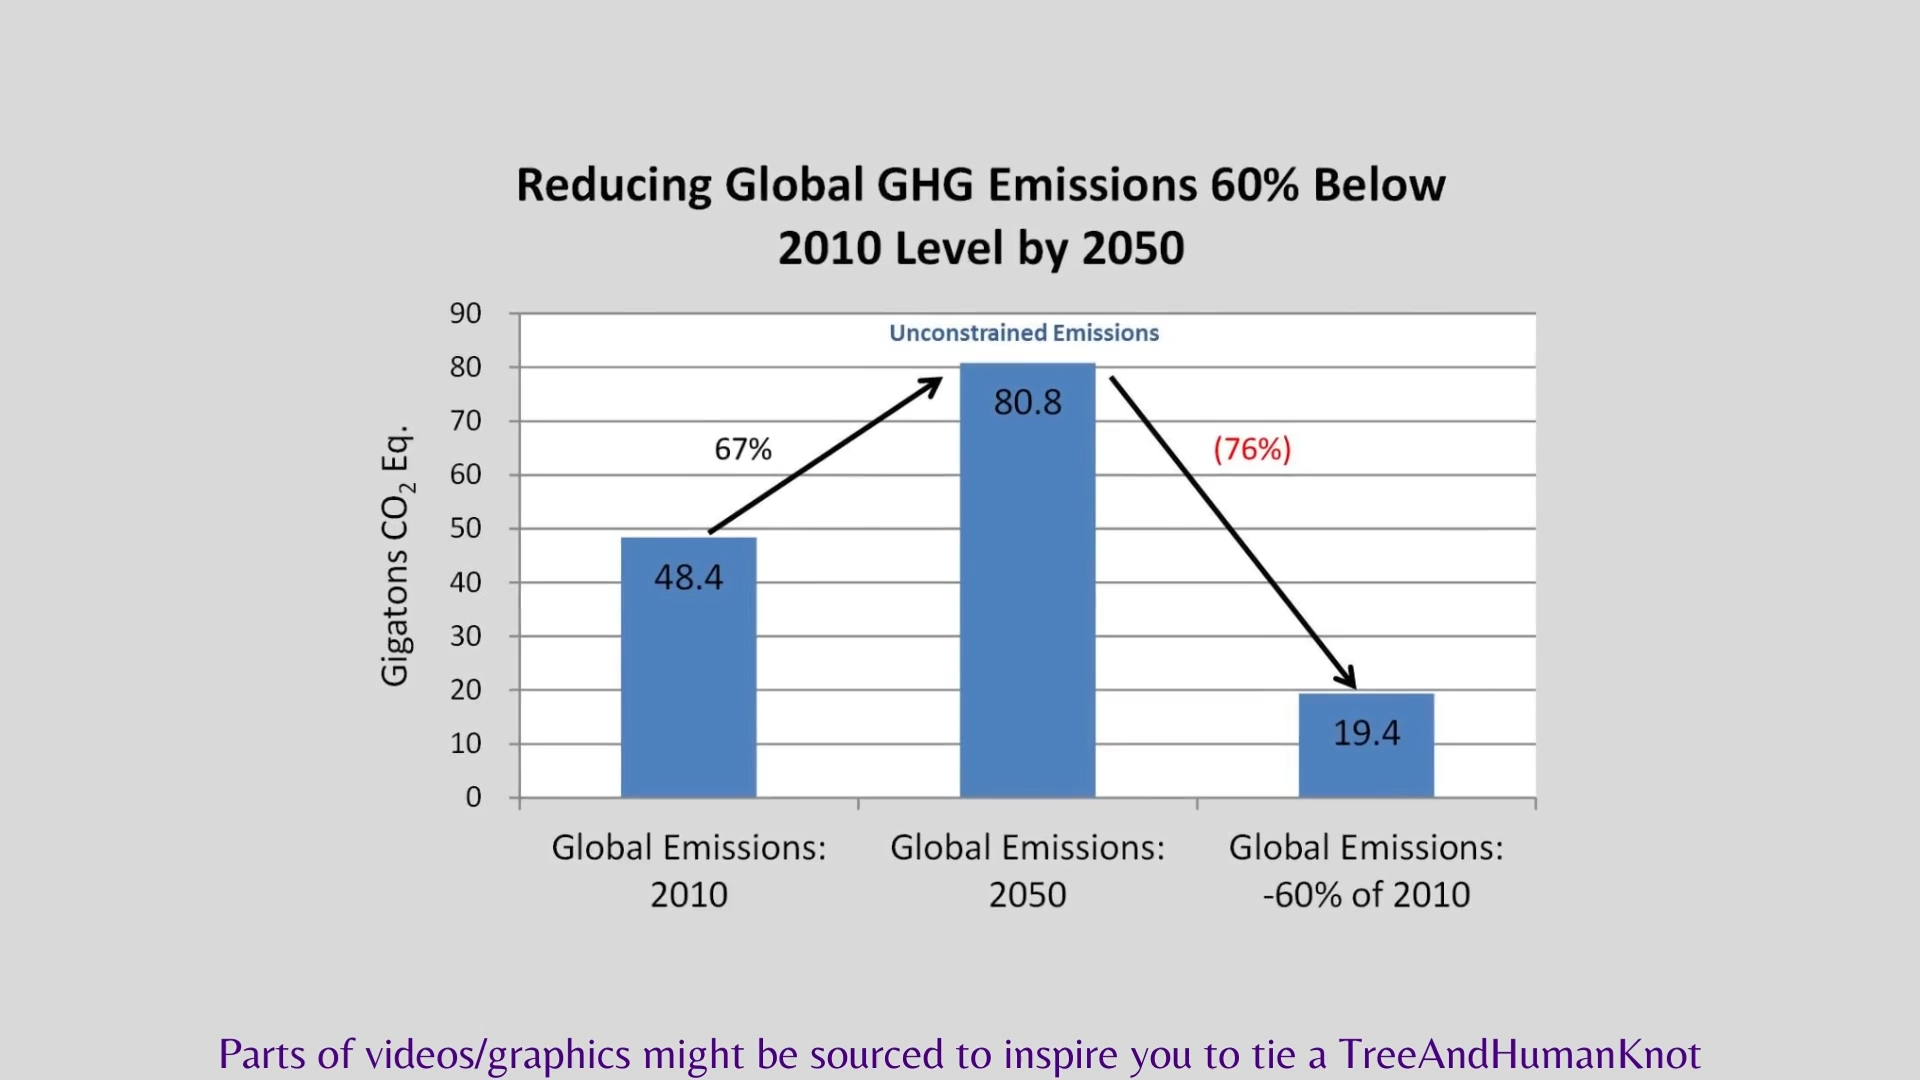 Reducing Global GHG Emissions 60% Below
2010 Level by 2050
90
80
70
60
50
40
30
20
10
0
Gigatons CO₂ Eq.
Unconstrained Emissions
67%
(76%)
48.4
80.8
19.4
Global Emissions:
2010
Global Emissions:
2050
Global Emissions:
-60% of 2010
Parts of videos/graphics might be sourced to inspire you to tie a TreeAndHumanKnot